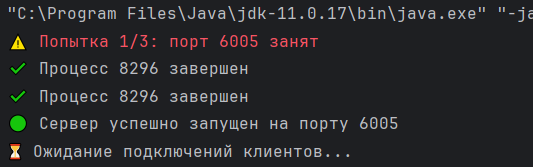 "C:\Program Files\Java\jdk-11.0.17\bin\java.exe" "-ja
⚠️ Попытка 1/3: порт 6005 занят
✔ Процесс 8296 завершен
✔ Процесс 8296 завершен
🟢 Сервер успешно запущен на порту 6005
⏳ Ожидание подключений клиентов...